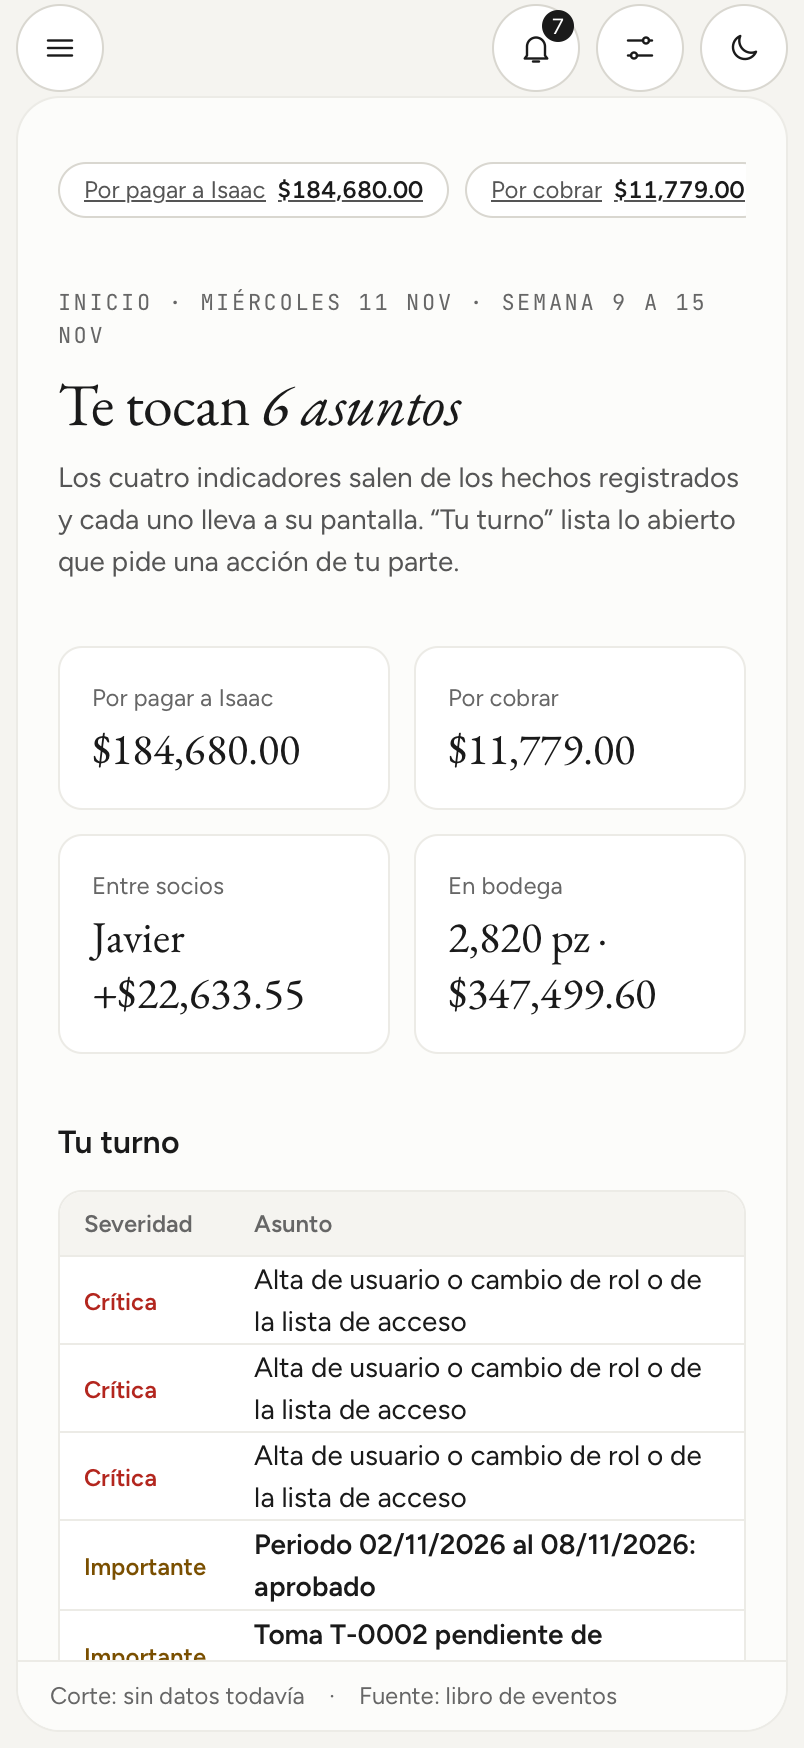 7
Por pagar a Isaac $184,680.00
Por cobrar $11,779.00
INICIO · MIÉRCOLES 11 NOV · SEMANA 9 A 15
NOV
Te tocan 6 asuntos
Los cuatro indicadores salen de los hechos registrados
y cada uno lleva a su pantalla. “Tu turno” lista lo abierto
que pide una acción de tu parte.
Por pagar a Isaac
$184,680.00
Por cobrar
$11,779.00
Entre socios
Javier
+$22,633.55
En bodega
2,820 pz ·
$347,499.60
Tu turno
Severidad Asunto
Crítica
Alta de usuario o cambio de rol o de
la lista de acceso
Crítica
Alta de usuario o cambio de rol o de
la lista de acceso
Crítica
Alta de usuario o cambio de rol o de
la lista de acceso
Importante
Periodo 02/11/2026 al 08/11/2026:
aprobado
Importante
Toma T-0002 pendiente de
Corte: sin datos todavía · Fuente: libro de eventos